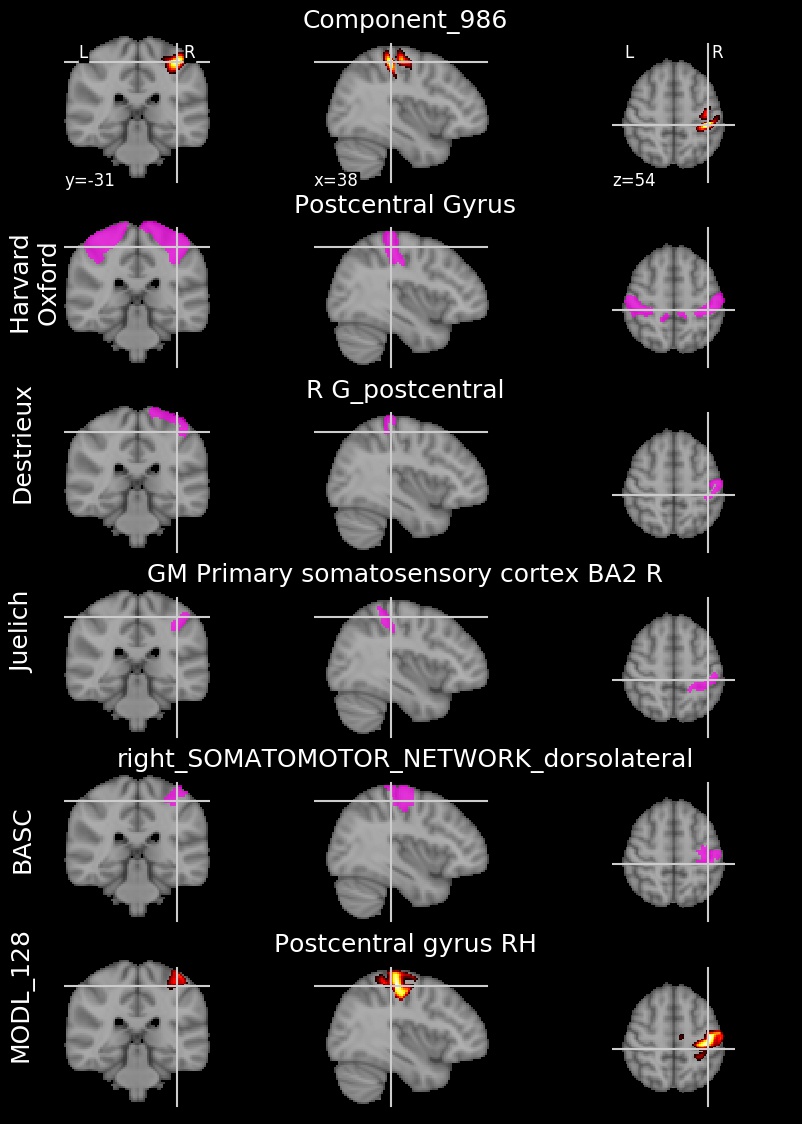 Component_986
L R
L R
y=-31
x=38
z=54
Postcentral Gyrus
Harvard
Oxford
R G_postcentral
Destrieux
GM Primary somatosensory cortex BA2 R
Juelich
right_SOMATOMOTOR_NETWORK_dorsolateral
BASC
Postcentral gyrus RH
MODL_128